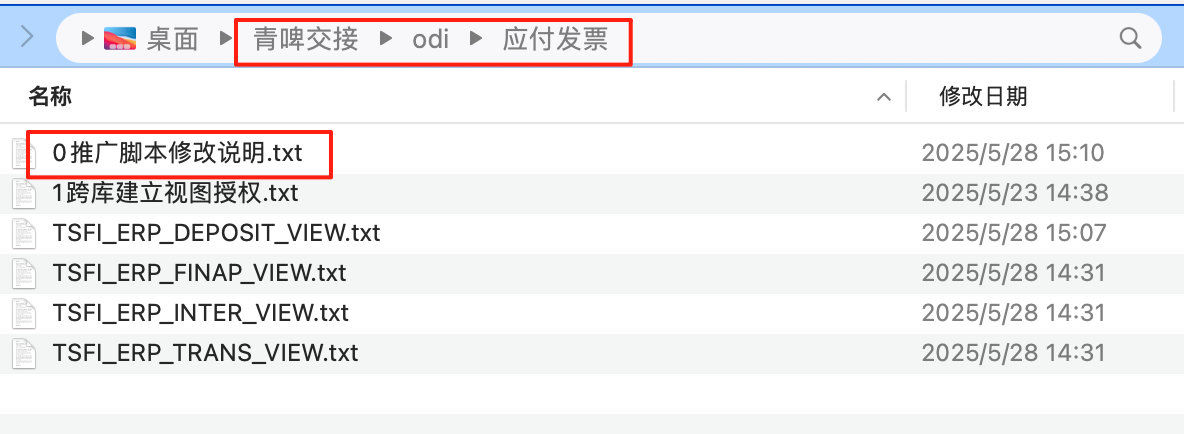 桌面 青啤交接 odi 应付发票
名称 修改日期
0推广脚本修改说明.txt 2025/5/28 15:10
1跨库建立视图授权.txt 2025/5/23 14:38
TSFI_ERP_DEPOSIT_VIEW.txt 2025/5/28 15:07
TSFI_ERP_FINAP_VIEW.txt 2025/5/28 14:31
TSFI_ERP_INTER_VIEW.txt 2025/5/28 14:31
TSFI_ERP_TRANS_VIEW.txt 2025/5/28 14:31